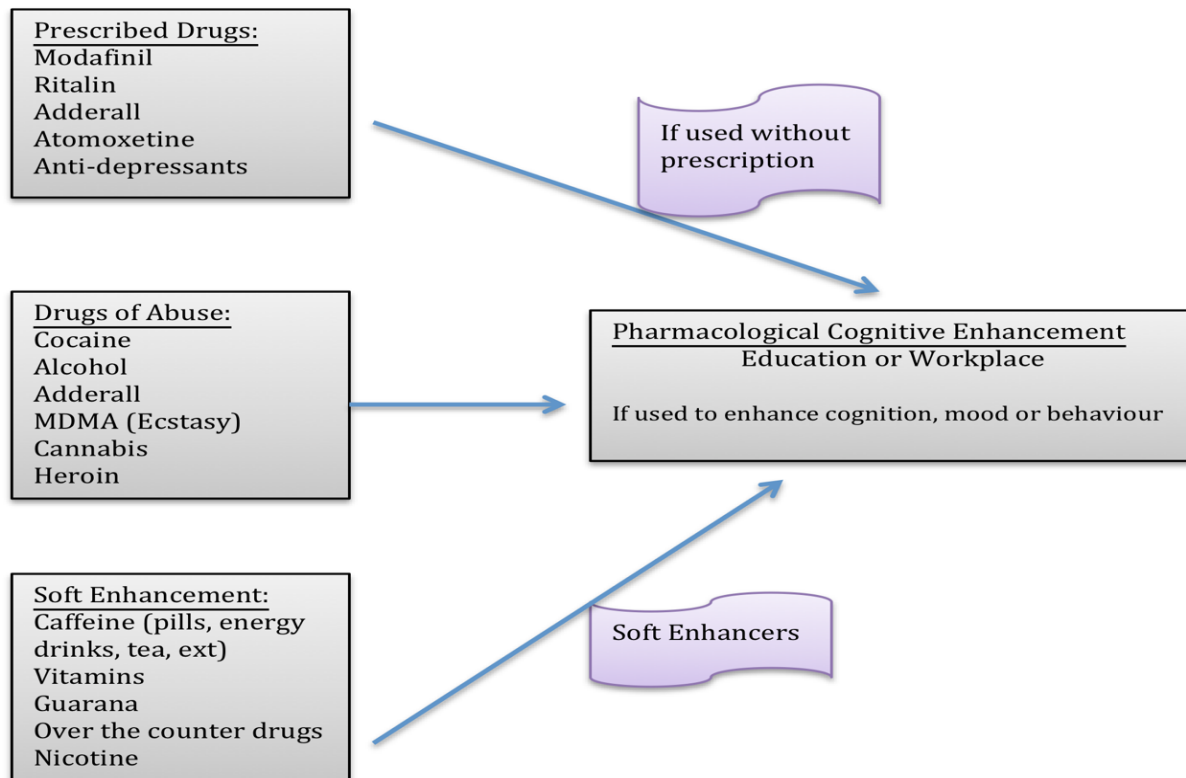 Prescribed Drugs:
Modafinil
Ritalin
Adderall
Atomoxetine
Anti-depressants
If used without
prescription
Drugs of Abuse:
Cocaine
Alcohol
Adderall
MDMA (Ecstasy)
Cannabis
Heroin
Pharmacological Cognitive Enhancement
Education or Workplace
If used to enhance cognition, mood or behaviour
Soft Enhancement:
Caffeine (pills, energy
drinks, tea, ext)
Vitamins
Guarana
Over the counter drugs
Nicotine
Soft Enhancers